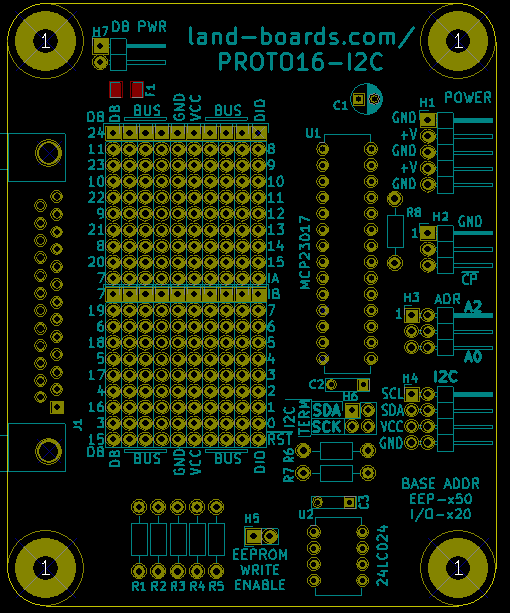 H7 DB PWR
land-boards.com/
PROTO16-I2C
1
1
F1
C1
H1 POWER
DB BUS GND VCC BUS DIO
DB
GND
+V
GND
+V
GND
U1
MCP23017
R8
H2 GND
1
CP
24
11 8
23 9
10 10
22 11
9 12
21 13
8 14
20 15
7 IA
7 IB
19 7
6 6
18 5
5 4
17 3
4 2
16 1
3 0
15 RST
DB
DB BUS GND VCC BUS DIO
J1
H3 ADR
1 A2
A0
C2
H4 I2C
SCL
SDA
VCC
GND
I2C
TERM
H6
SDA
SCK
R6
R7
BASE ADDR
EEP-x50
I/O-x20
C3
U2
24LC024
H5
EEPROM
WRITE
ENABLE
R1 R2 R3 R4 R5
1
1